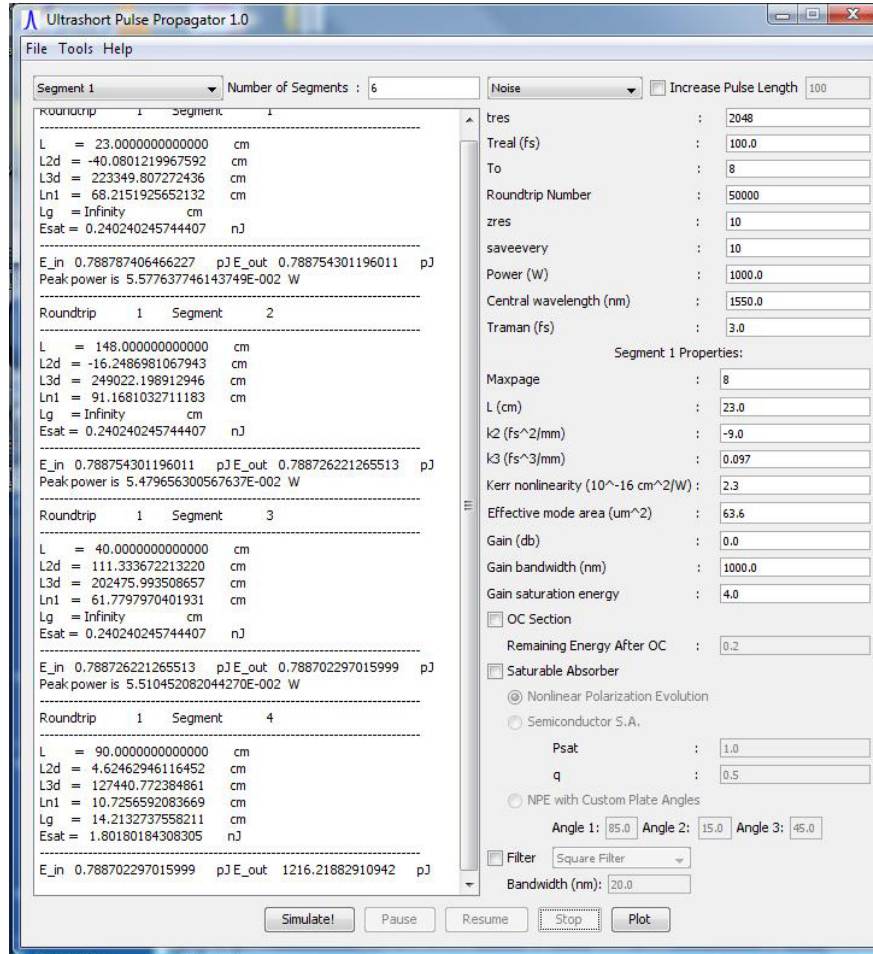 Ultrashort Pulse Propagator 1.0
File Tools Help
Segment 1 Number of Segments : 6
Roundtrip 1 Segment 1
L = 23.0000000000000 cm
L2d = -40.0801219967592 cm
L3d = 223349.807272436 cm
Ln1 = 68.2151925652132 cm
Lg = Infinity cm
Esat = 0.240240245744407 nJ
E_in 0.788787406466227 pJ E_out 0.788754301196011 pJ
Peak power is 5.577637746143749E-002 W
Roundtrip 1 Segment 2
L = 148.000000000000 cm
L2d = -16.2486981067943 cm
L3d = 249022.198912946 cm
Ln1 = 91.1681032711183 cm
Lg = Infinity cm
Esat = 0.240240245744407 nJ
E_in 0.788754301196011 pJ E_out 0.788726221265513 pJ
Peak power is 5.479656300567637E-002 W
Roundtrip 1 Segment 3
L = 40.0000000000000 cm
L2d = 111.333672213220 cm
L3d = 202475.993508657 cm
Ln1 = 61.7797970401931 cm
Lg = Infinity cm
Esat = 0.240240245744407 nJ
E_in 0.788726221265513 pJ E_out 0.788702297015999 pJ
Peak power is 5.510452082044270E-002 W
Roundtrip 1 Segment 4
L = 90.0000000000000 cm
L2d = 4.62462946116452 cm
L3d = 127440.772384861 cm
Ln1 = 10.7256592083669 cm
Lg = 14.2132737558211 cm
Esat = 1.80180184308305 nJ
E_in 0.788702297015999 pJ E_out 1216.21882910942 pJ
Noise Increase Pulse Length 100
tres : 2048
Treal (fs) : 100.0
To : 8
Roundtrip Number : 50000
zres : 10
saveevery : 10
Power (W) : 1000.0
Central wavelength (nm) : 1550.0
Traman (fs) : 3.0
Segment 1 Properties:
Maxpage : 8
L (cm) : 23.0
k2 (fs^2/mm) : -9.0
k3 (fs^3/mm) : 0.097
Kerr nonlinearity (10^-16 cm^2/W) : 2.3
Effective mode area (um^2) : 63.6
Gain (db) : 0.0
Gain bandwidth (nm) : 1000.0
Gain saturation energy : 4.0
OC Section
Remaining Energy After OC : 0.2
Saturable Absorber
Nonlinear Polarization Evolution
Semiconductor S.A.
Psat : 1.0
q : 0.5
NPE with Custom Plate Angles
Angle 1: 85.0 Angle 2: 15.0 Angle 3: 45.0
Filter Square Filter
Bandwidth (nm): 20.0
Simulate! Pause Resume Stop Plot